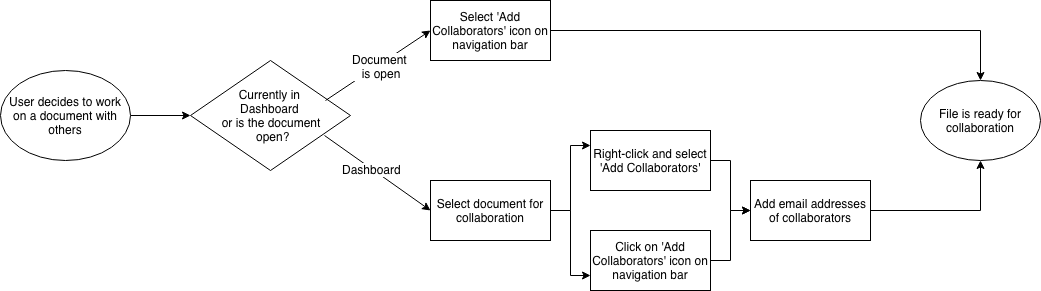 User decides to work
on a document with
others
Currently in
Dashboard
or is the document
open?
Document
is open
Select 'Add
Collaborators' icon on
navigation bar
Dashboard
Select document for
collaboration
Right-click and select
'Add Collaborators'
Click on 'Add
Collaborators' icon on
navigation bar
Add email addresses
of collaborators
File is ready for
collaboration